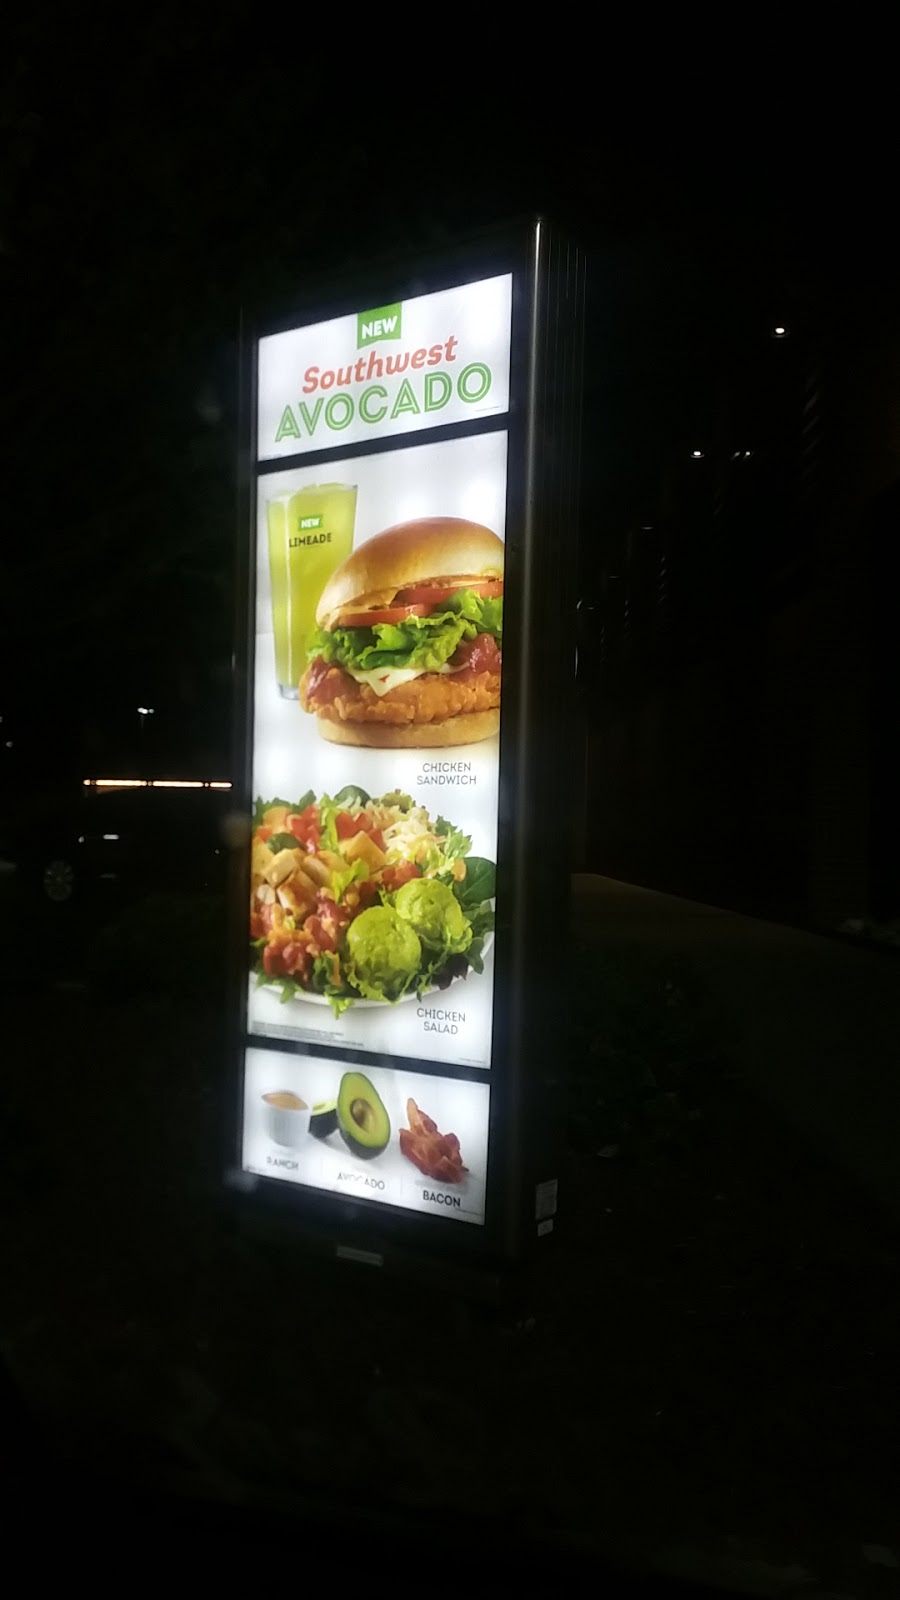 NEW
Southwest
AVOCADO
NEW
LIMEADE
CHICKEN
SANDWICH
CHICKEN
SALAD
RANCH
AVOCADO
BACON